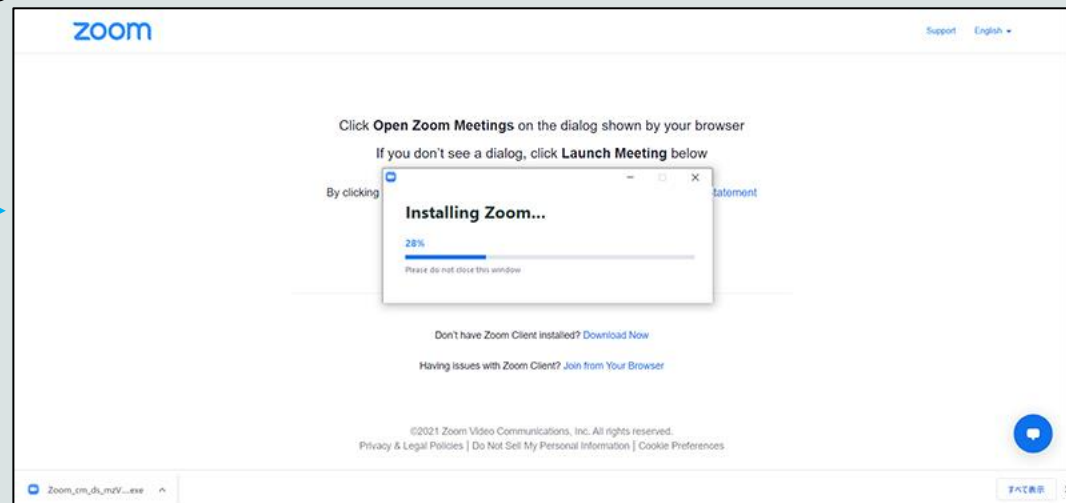 zoom
Support English
Click Open Zoom Meetings on the dialog shown by your browser
If you don't see a dialog, click Launch Meeting below
By clicking
Installing Zoom...
28%
Please do not close this window
Don't have Zoom Client installed? Download Now
Having issues with Zoom Client? Join from Your Browser
©2021 Zoom Video Communications, Inc. All rights reserved.
Privacy & Legal Policies | Do Not Sell My Personal Information | Cookie Preferences
Zoom_cm_ds_mzV...exe すべて表示